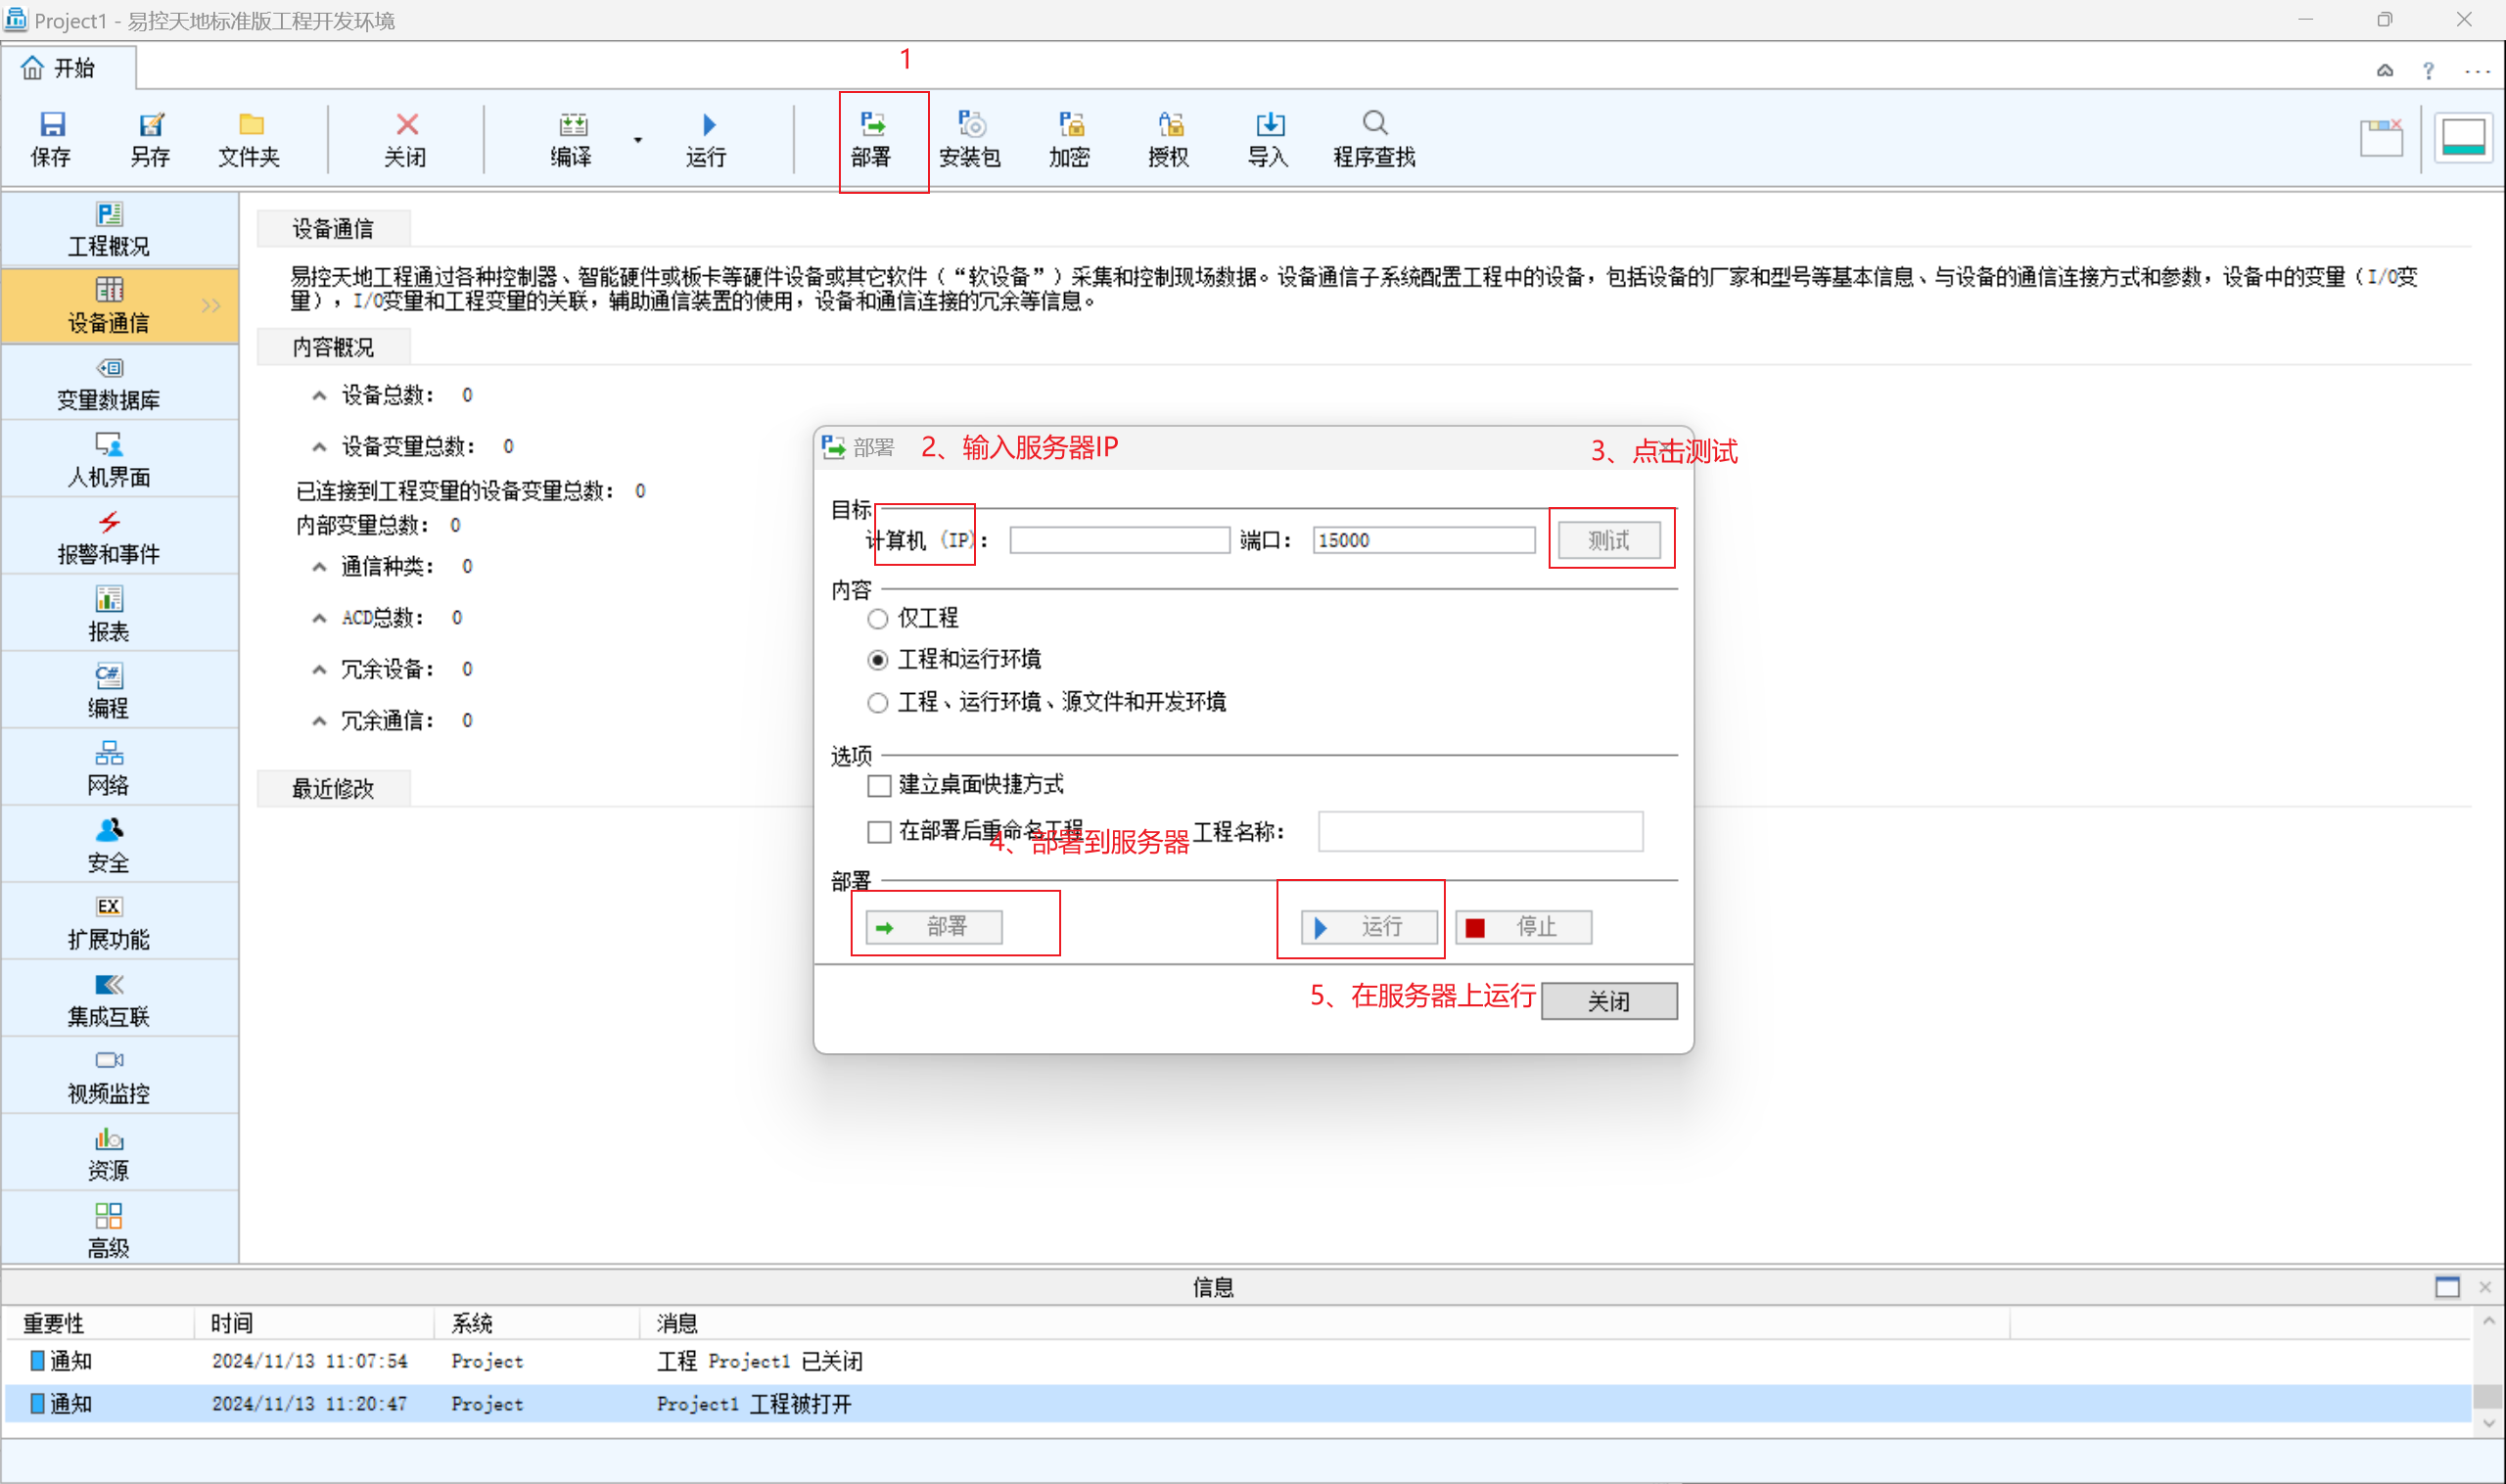 Project1 - 易控天地标准版工程开发环境
开始
1
保存
另存
文件夹
关闭
编译
运行
部署
安装包
加密
授权
导入
程序查找
工程概况
设备通信
变量数据库
人机界面
报警和事件
报表
C#
编程
网络
安全
EX
扩展功能
集成互联
视频监控
资源
高级
设备通信
易控天地工程通过各种控制器、智能硬件或板卡等硬件设备或其它软件（“软设备”）采集和控制现场数据。设备通信子系统配置工程中的设备，包括设备的厂家和型号等基本信息、与设备的通信连接方式和参数，设备中的变量（I/O变
量），I/O变量和工程变量的关联，辅助通信装置的使用，设备和通信连接的冗余等信息。
内容概况
设备总数： 0
设备变量总数： 0
已连接到工程变量的设备变量总数： 0
内部变量总数： 0
通信种类： 0
ACD总数： 0
冗余设备： 0
冗余通信： 0
最近修改
部署
2、输入服务器IP
3、点击测试
目标
计算机（IP）：
端口： 15000
测试
内容
仅工程
工程和运行环境
工程、运行环境、源文件和开发环境
选项
建立桌面快捷方式
在部署后重命名工程
工程名称：
4、部署到服务器
部署
部署
运行
停止
5、在服务器上运行
关闭
信息
重要性 时间 系统 消息
通知 2024/11/13 11:07:54 Project 工程 Project1 已关闭
通知 2024/11/13 11:20:47 Project Project1 工程被打开